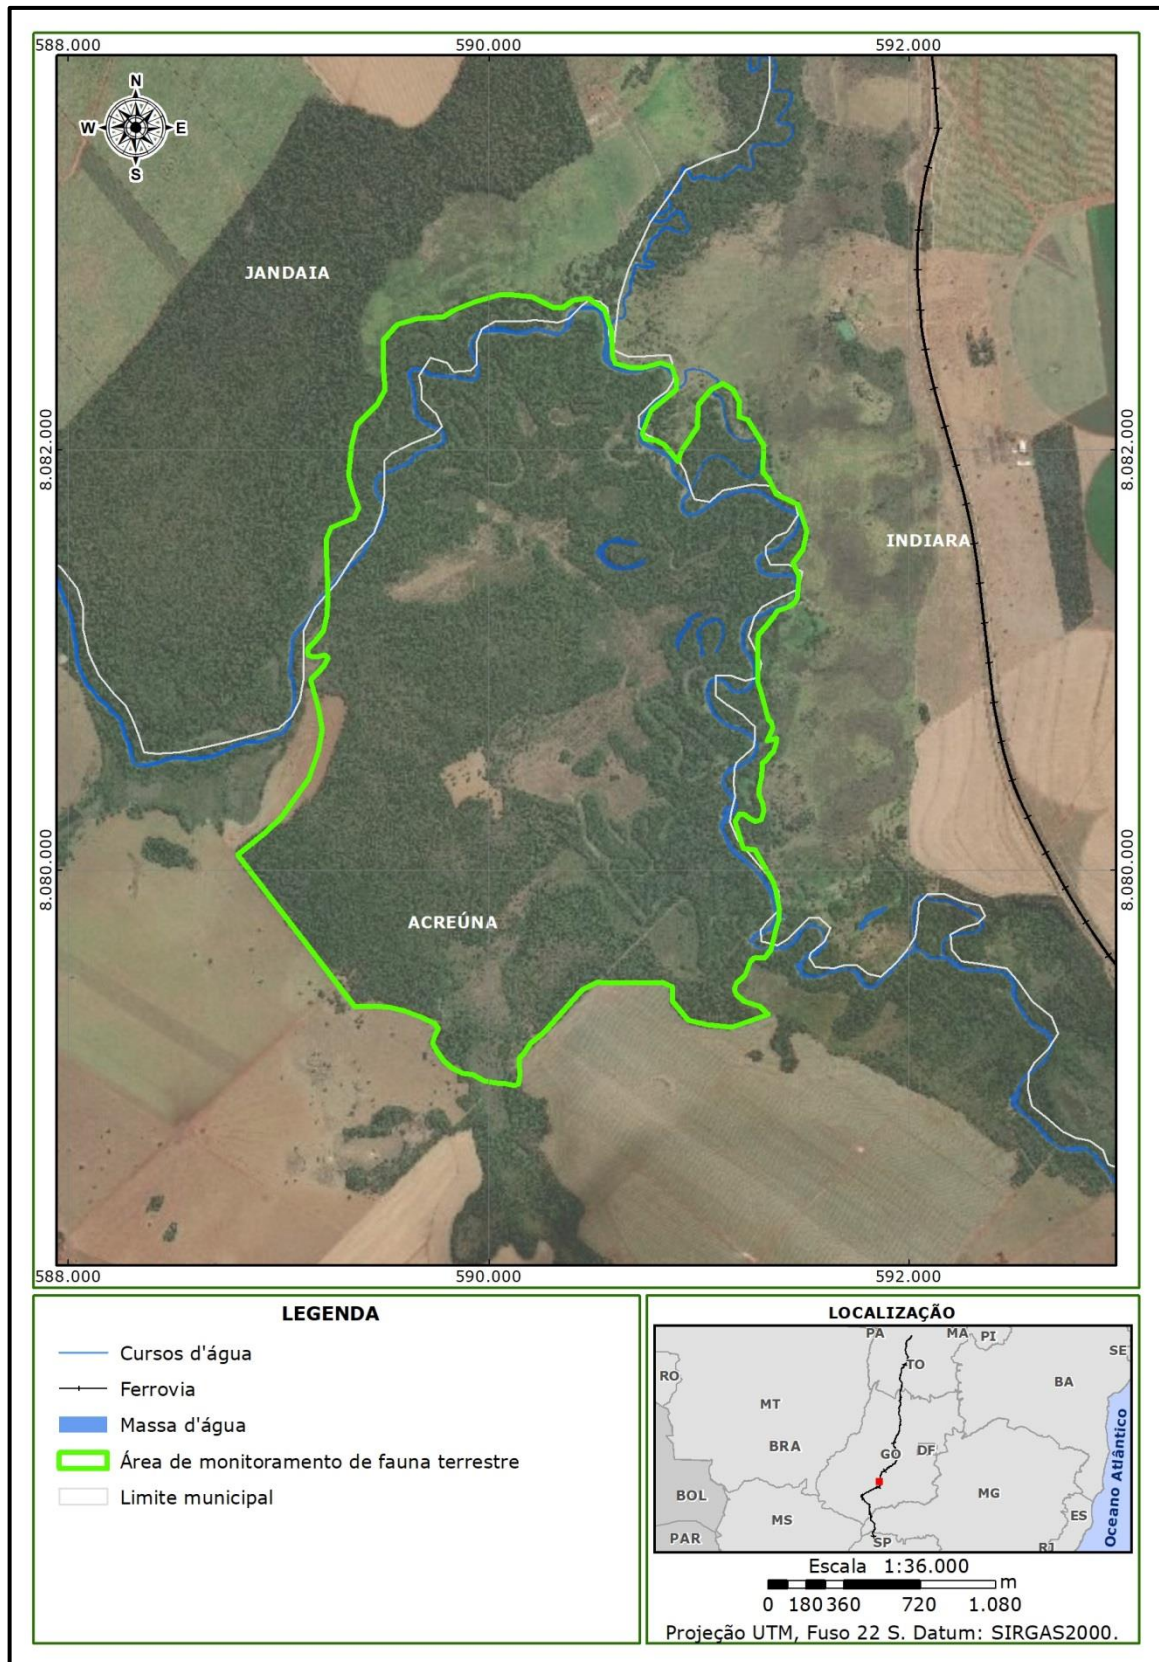 588.000 590.000 592.000
N
W E
S
JANDAIA
8.082.000 8.082.000
INDIARA
8.080.000 8.080.000
ACREÚNA
588.000 590.000 592.000
LEGENDA
Cursos d'água
Ferrovia
Massa d'água
Área de monitoramento de fauna terrestre
Limite municipal
LOCALIZAÇÃO
PA MA PI
RO TO SE
MT BA
BRA GO DF
BOL MG
MS ES
PAR SP RJ
Oceano Atlântico
Escala 1:36.000
m
0 180 360 720 1.080
Projeção UTM, Fuso 22 S. Datum: SIRGAS2000.